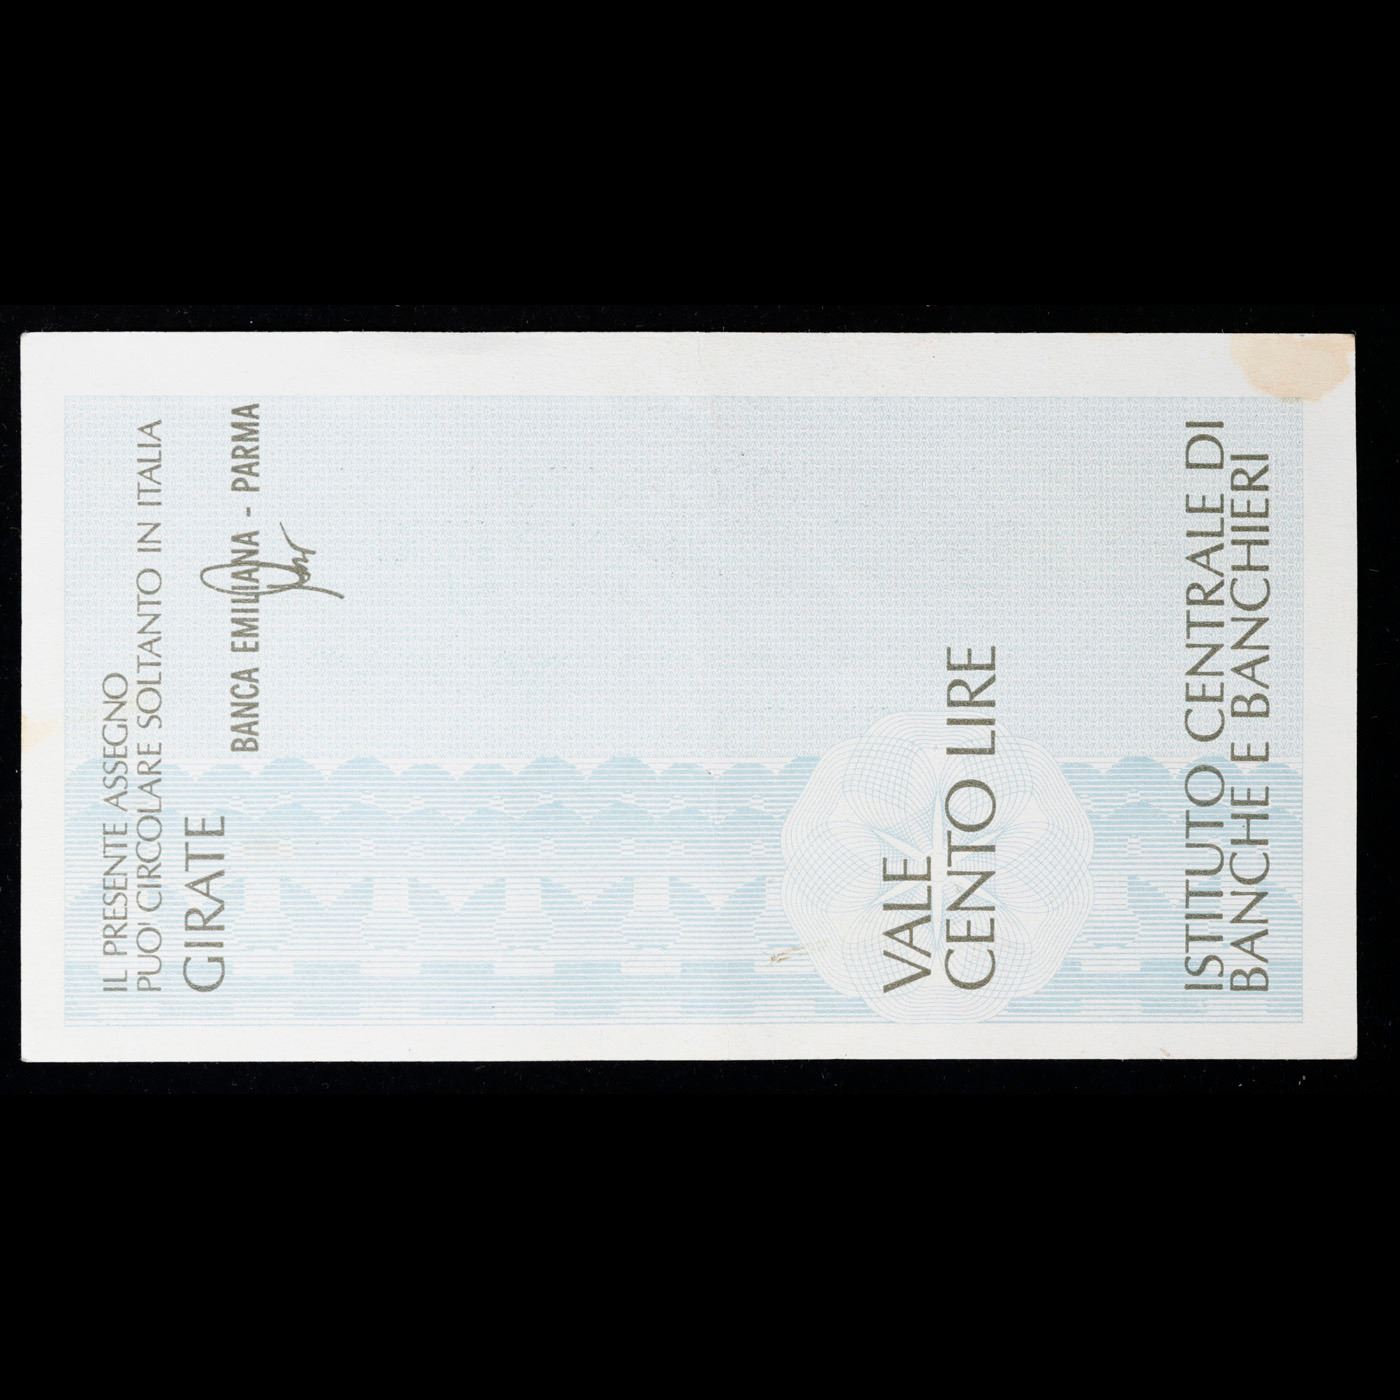 IL PRESENTE ASSEGNO
PUO' CIRCOLARE SOLTANTO IN ITALIA
GIRATE
BANCA EMILIANA - PARMA
VALE
CENTO LIRE
ISTITUTO CENTRALE DI
BANCHE E BANCHIERI